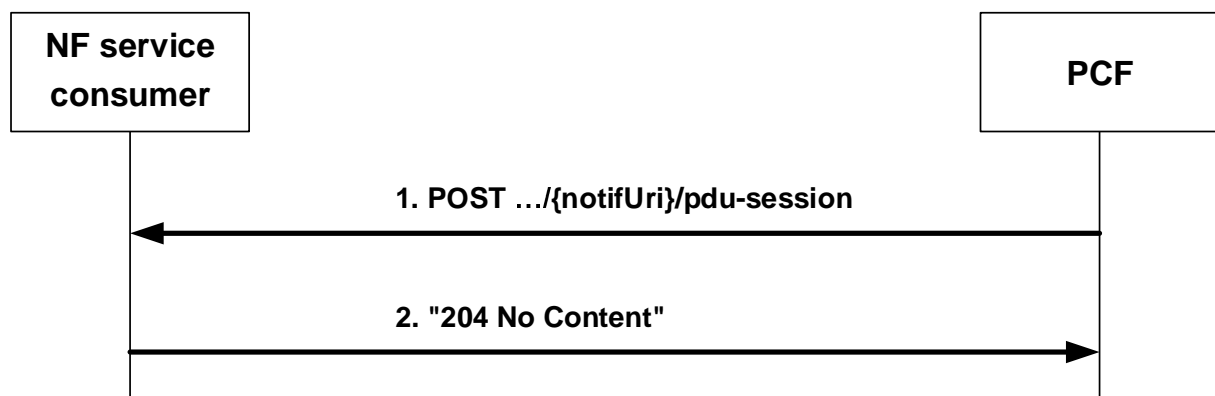 NF service
consumer
PCF
1. POST …/{notifUri}/pdu-session
2. "204 No Content"